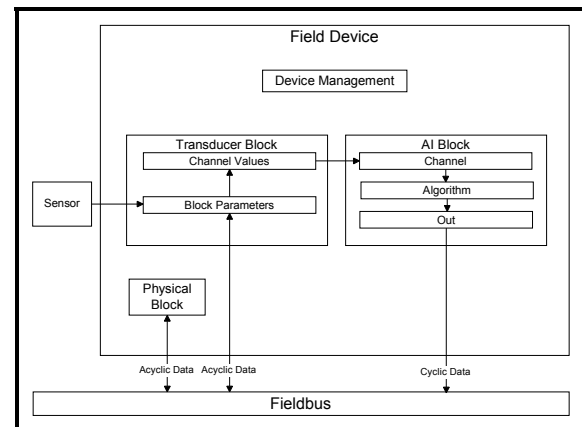 Field Device
Device Management
Transducer Block
AI Block
Channel Values
Channel
Algorithm
Sensor
Block Parameters
Out
Physical
Block
Acyclic Data
Acyclic Data
Cyclic Data
Fieldbus